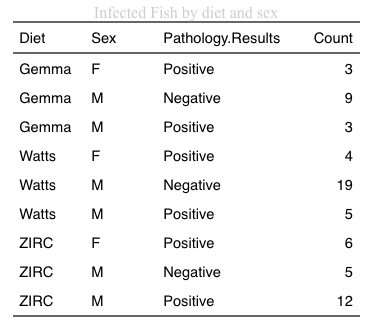 Infected Fish by diet and sex
Diet Sex Pathology.Results Count
Gemma F Positive 3
Gemma M Negative 9
Gemma M Positive 3
Watts F Positive 4
Watts M Negative 19
Watts M Positive 5
ZIRC F Positive 6
ZIRC M Negative 5
ZIRC M Positive 12